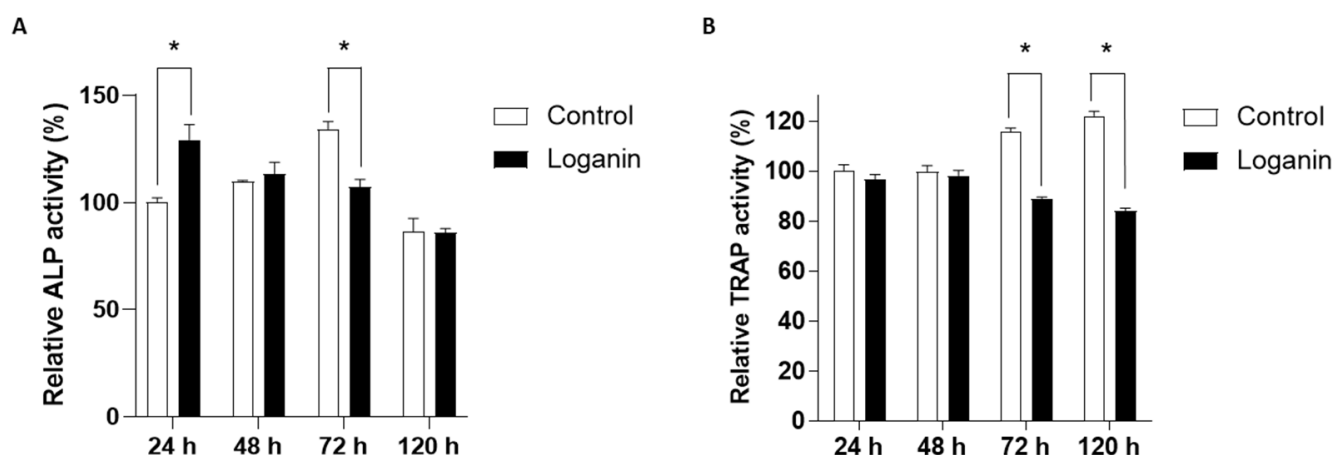 A
* *
Relative ALP activity (%)
150
100
50
0
24 h 48 h 72 h 120 h
Control
Loganin
B
* *
Relative TRAP activity (%)
120
100
80
60
40
20
0
24 h 48 h 72 h 120 h
Control
Loganin